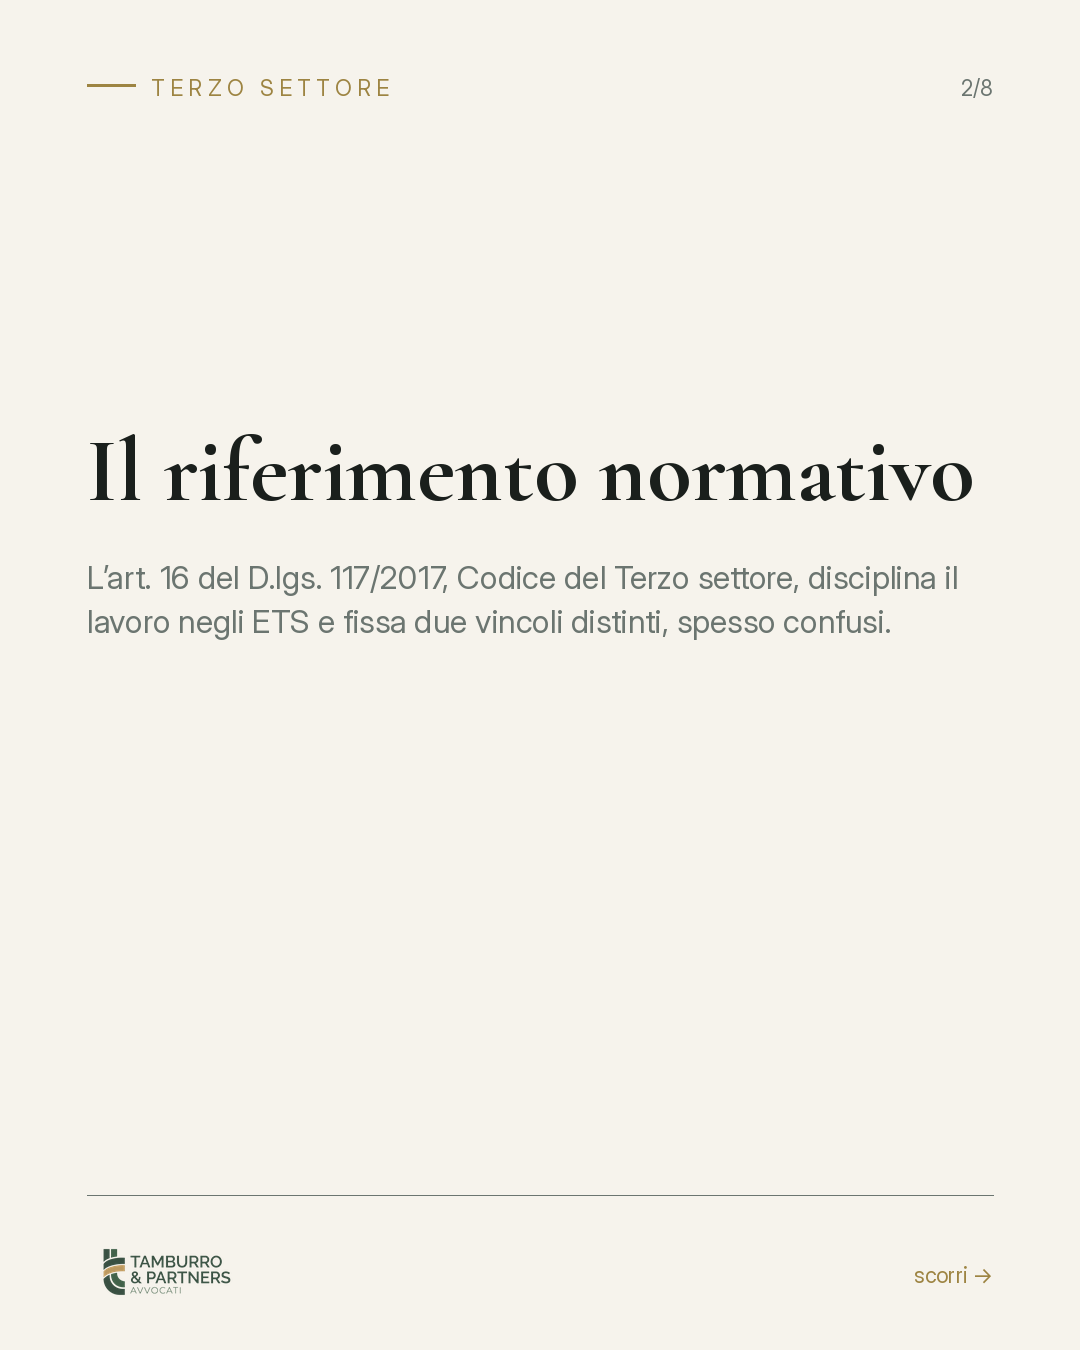 TERZO SETTORE
2/8
Il riferimento normativo
L’art. 16 del D.lgs. 117/2017, Codice del Terzo settore, disciplina il
lavoro negli ETS e fissa due vincoli distinti, spesso confusi.
TAMBURRO
& PARTNERS
AVVOCATI
scorri →